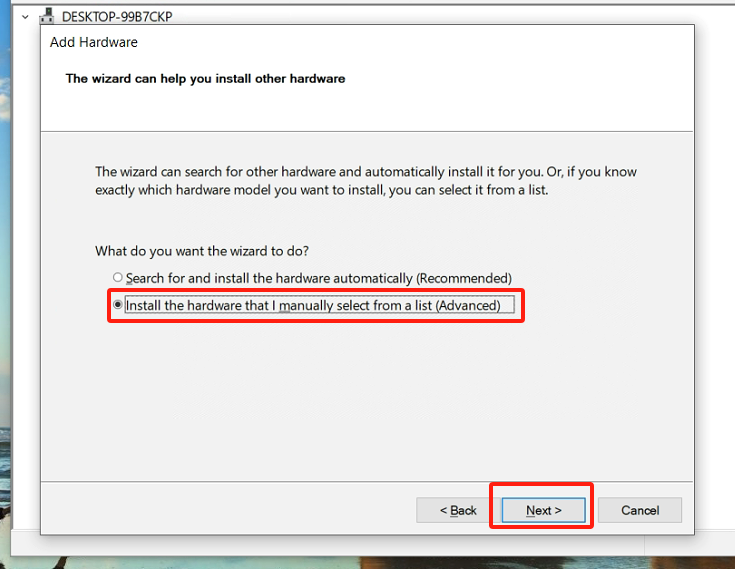 DESKTOP-99B7CKP
Add Hardware
The wizard can help you install other hardware
The wizard can search for other hardware and automatically install it for you. Or, if you know
exactly which hardware model you want to install, you can select it from a list.
What do you want the wizard to do?
Search for and install the hardware automatically (Recommended)
Install the hardware that I manually select from a list (Advanced)
< Back
Next >
Cancel